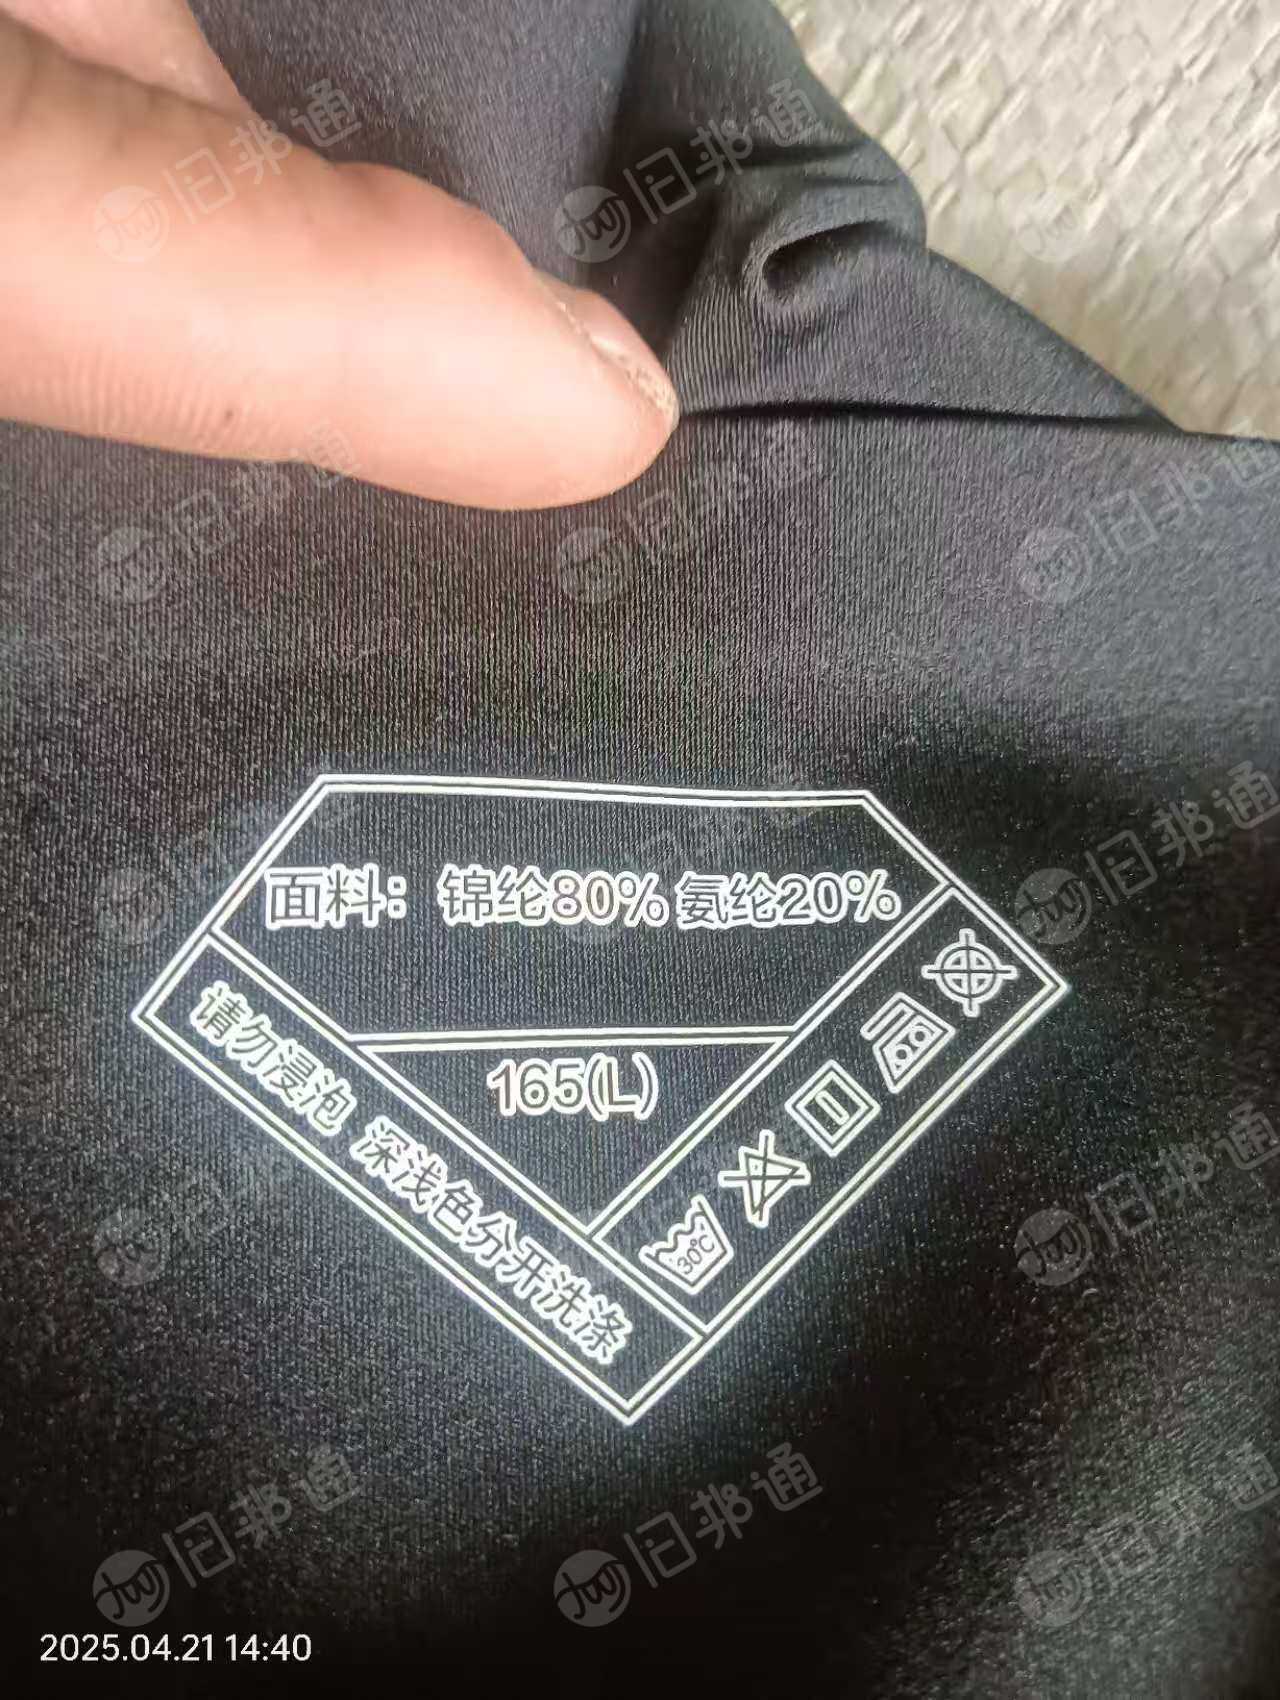 面料：锦纶80% 氨纶20%
165(L)
请勿浸泡 深浅色分开洗涤
30℃
旧邦通
2025.04.21 14:40